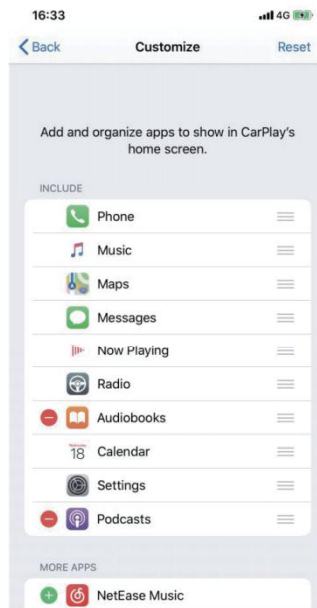 16:33 4G
Back Customize Reset
Add and organize apps to show in CarPlay's
home screen.
INCLUDE
Phone
Music
Maps
Messages
Now Playing
Radio
Audiobooks
18 Calendar
Settings
Podcasts
MORE APPS
NetEase Music